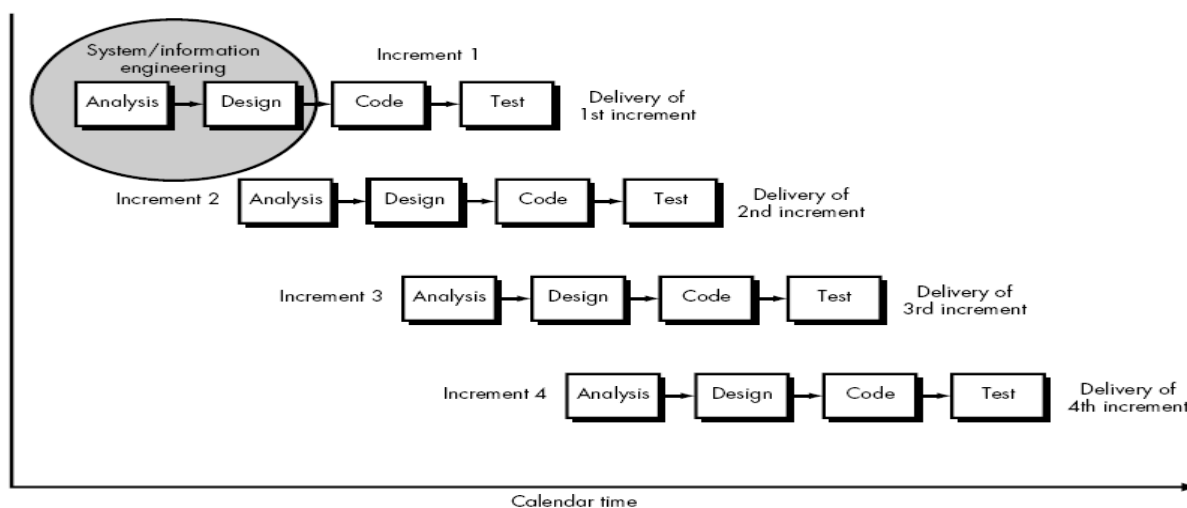 System/information
engineering
Increment 1
Analysis
Design
Code
Test
Delivery of
1st increment
Increment 2
Analysis
Design
Code
Test
Delivery of
2nd increment
Increment 3
Analysis
Design
Code
Test
Delivery of
3rd increment
Increment 4
Analysis
Design
Code
Test
Delivery of
4th increment
Calendar time